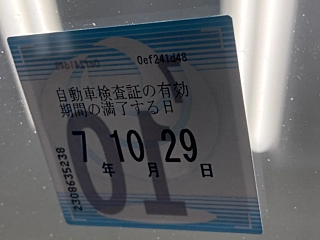 0ef241d48
自動車検査証の有効
期間の満了する日
7 10 29
年 月 日
2308635238
10